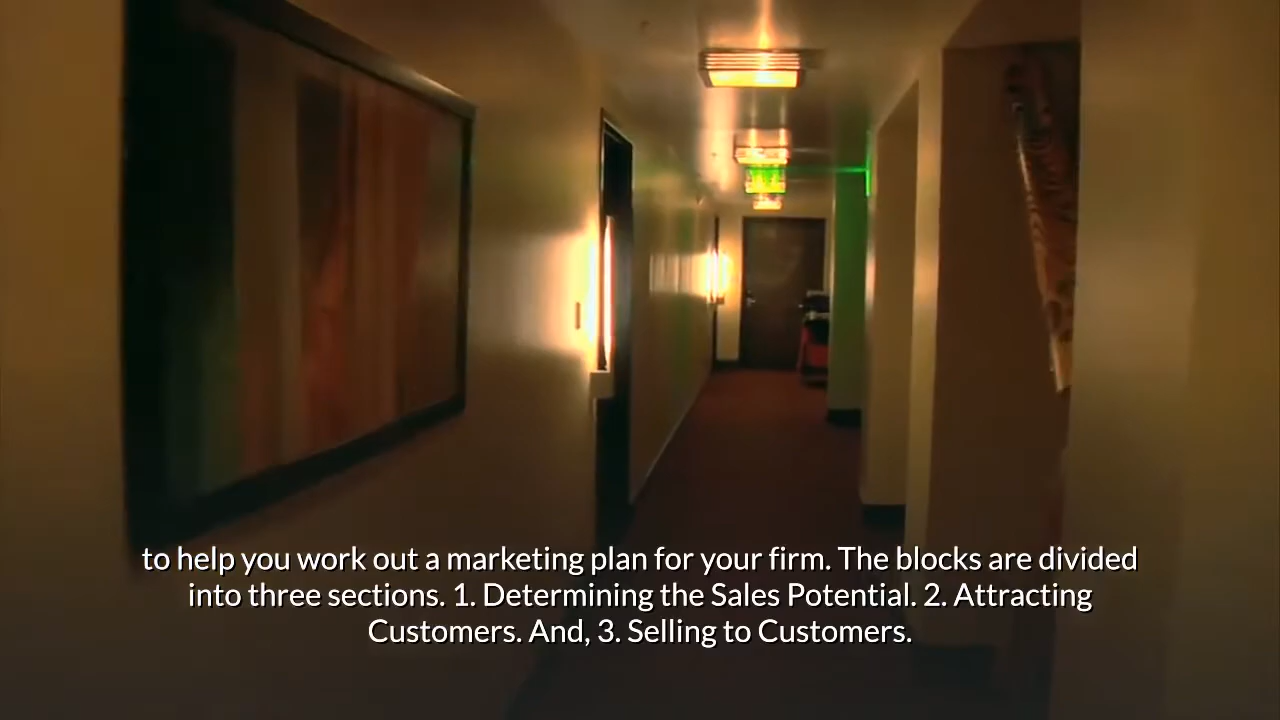 to help you work out a marketing plan for your firm. The blocks are divided
into three sections. 1. Determining the Sales Potential. 2. Attracting
Customers. And, 3. Selling to Customers.